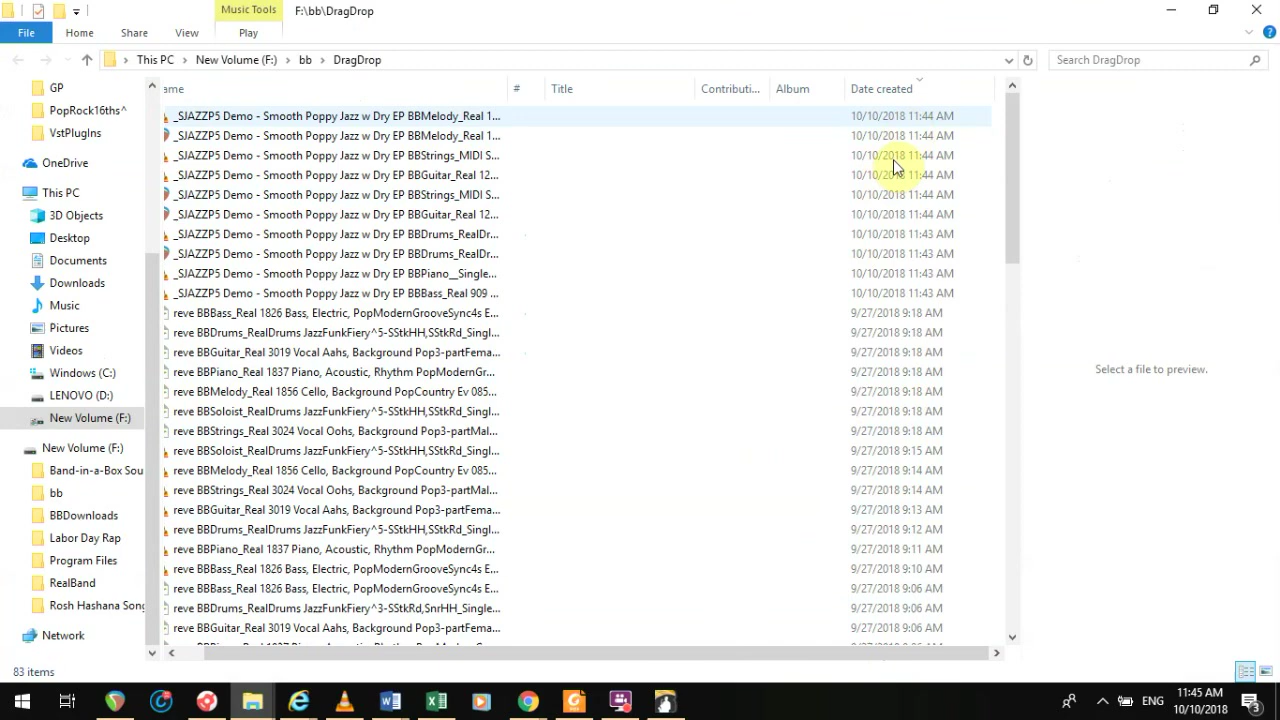 Music Tools
F:\bb\DragDrop
File
Home
Share
View
Play
This PC
New Volume (F:)
bb
DragDrop
Search DragDrop
GP
PopRock16ths^
VstPlugIns
OneDrive
This PC
3D Objects
Desktop
Documents
Downloads
Music
Pictures
Videos
Windows (C:)
LENOVO (D:)
New Volume (F:)
New Volume (F:)
Band-in-a-Box Sou
bb
BBDownloads
Labor Day Rap
Program Files
RealBand
Rosh Hashana Song
Network
ame # Title Contributi... Album Date created
_SJAZZP5 Demo - Smooth Poppy Jazz w Dry EP BBMelody_Real 1... 10/10/2018 11:44 AM
_SJAZZP5 Demo - Smooth Poppy Jazz w Dry EP BBMelody_Real 1... 10/10/2018 11:44 AM
_SJAZZP5 Demo - Smooth Poppy Jazz w Dry EP BBStrings_MIDI S... 10/10/2018 11:44 AM
_SJAZZP5 Demo - Smooth Poppy Jazz w Dry EP BBGuitar_Real 12... 10/10/2018 11:44 AM
_SJAZZP5 Demo - Smooth Poppy Jazz w Dry EP BBStrings_MIDI S... 10/10/2018 11:44 AM
_SJAZZP5 Demo - Smooth Poppy Jazz w Dry EP BBGuitar_Real 12... 10/10/2018 11:44 AM
_SJAZZP5 Demo - Smooth Poppy Jazz w Dry EP BBDrums_RealDr... 10/10/2018 11:43 AM
_SJAZZP5 Demo - Smooth Poppy Jazz w Dry EP BBDrums_RealDr... 10/10/2018 11:43 AM
_SJAZZP5 Demo - Smooth Poppy Jazz w Dry EP BBPiano__Single... 10/10/2018 11:43 AM
_SJAZZP5 Demo - Smooth Poppy Jazz w Dry EP BBBass_Real 909 ... 10/10/2018 11:43 AM
reve BBBass_Real 1826 Bass, Electric, PopModernGrooveSync4s E... 9/27/2018 9:18 AM
reve BBDrums_RealDrums JazzFunkFiery^5-SStkHH,SStkRd_Singl... 9/27/2018 9:18 AM
reve BBGuitar_Real 3019 Vocal Aahs, Background Pop3-partFema... 9/27/2018 9:18 AM
reve BBPiano_Real 1837 Piano, Acoustic, Rhythm PopModernGr... 9/27/2018 9:18 AM
reve BBMelody_Real 1856 Cello, Background PopCountry Ev 085... 9/27/2018 9:18 AM
reve BBSoloist_RealDrums JazzFunkFiery^5-SStkHH,SStkRd_Singl... 9/27/2018 9:18 AM
reve BBStrings_Real 3024 Vocal Oohs, Background Pop3-partMal... 9/27/2018 9:18 AM
reve BBSoloist_RealDrums JazzFunkFiery^5-SStkHH,SStkRd_Singl... 9/27/2018 9:15 AM
reve BBMelody_Real 1856 Cello, Background PopCountry Ev 085... 9/27/2018 9:14 AM
reve BBStrings_Real 3024 Vocal Oohs, Background Pop3-partMal... 9/27/2018 9:14 AM
reve BBGuitar_Real 3019 Vocal Aahs, Background Pop3-partFema... 9/27/2018 9:13 AM
reve BBDrums_RealDrums JazzFunkFiery^5-SStkHH,SStkRd_Singl... 9/27/2018 9:12 AM
reve BBPiano_Real 1837 Piano, Acoustic, Rhythm PopModernGr... 9/27/2018 9:11 AM
reve BBBass_Real 1826 Bass, Electric, PopModernGrooveSync4s E... 9/27/2018 9:10 AM
reve BBBass_Real 1826 Bass, Electric, PopModernGrooveSync4s E... 9/27/2018 9:06 AM
reve BBDrums_RealDrums JazzFunkFiery^3-SStkRd,SnrHH_Single... 9/27/2018 9:06 AM
reve BBGuitar_Real 3019 Vocal Aahs, Background Pop3-partFema... 9/27/2018 9:06 AM
Select a file to preview.
83 items
ENG
11:45 AM
10/10/2018
3